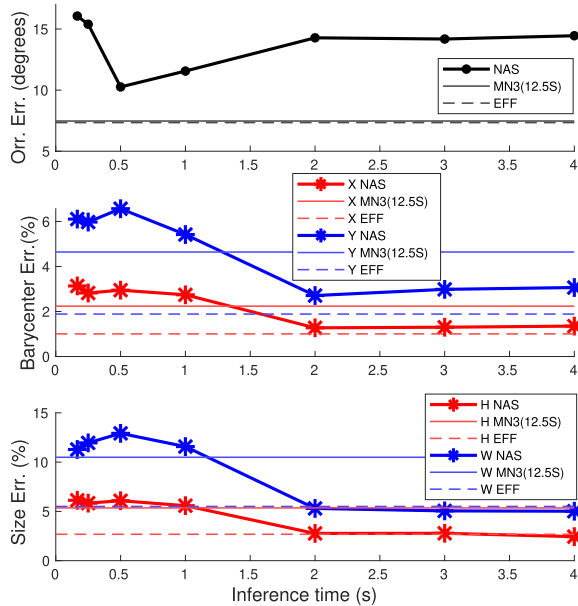 Orr. Err. (degrees)
15
10
5
0 0.5 1 1.5 2 2.5 3 3.5 4
NAS
MN3(12.5S)
EFF
Barycenter Err.(%)
6
4
2
0
0 0.5 1 1.5 2 2.5 3 3.5 4
X NAS
X MN3(12.5S)
X EFF
Y NAS
Y MN3(12.5S)
Y EFF
Size Err. (%)
15
10
5
0
0 0.5 1 1.5 2 2.5 3 3.5 4
H NAS
H MN3(12.5S)
H EFF
W NAS
W MN3(12.5S)
W EFF
Inference time (s)